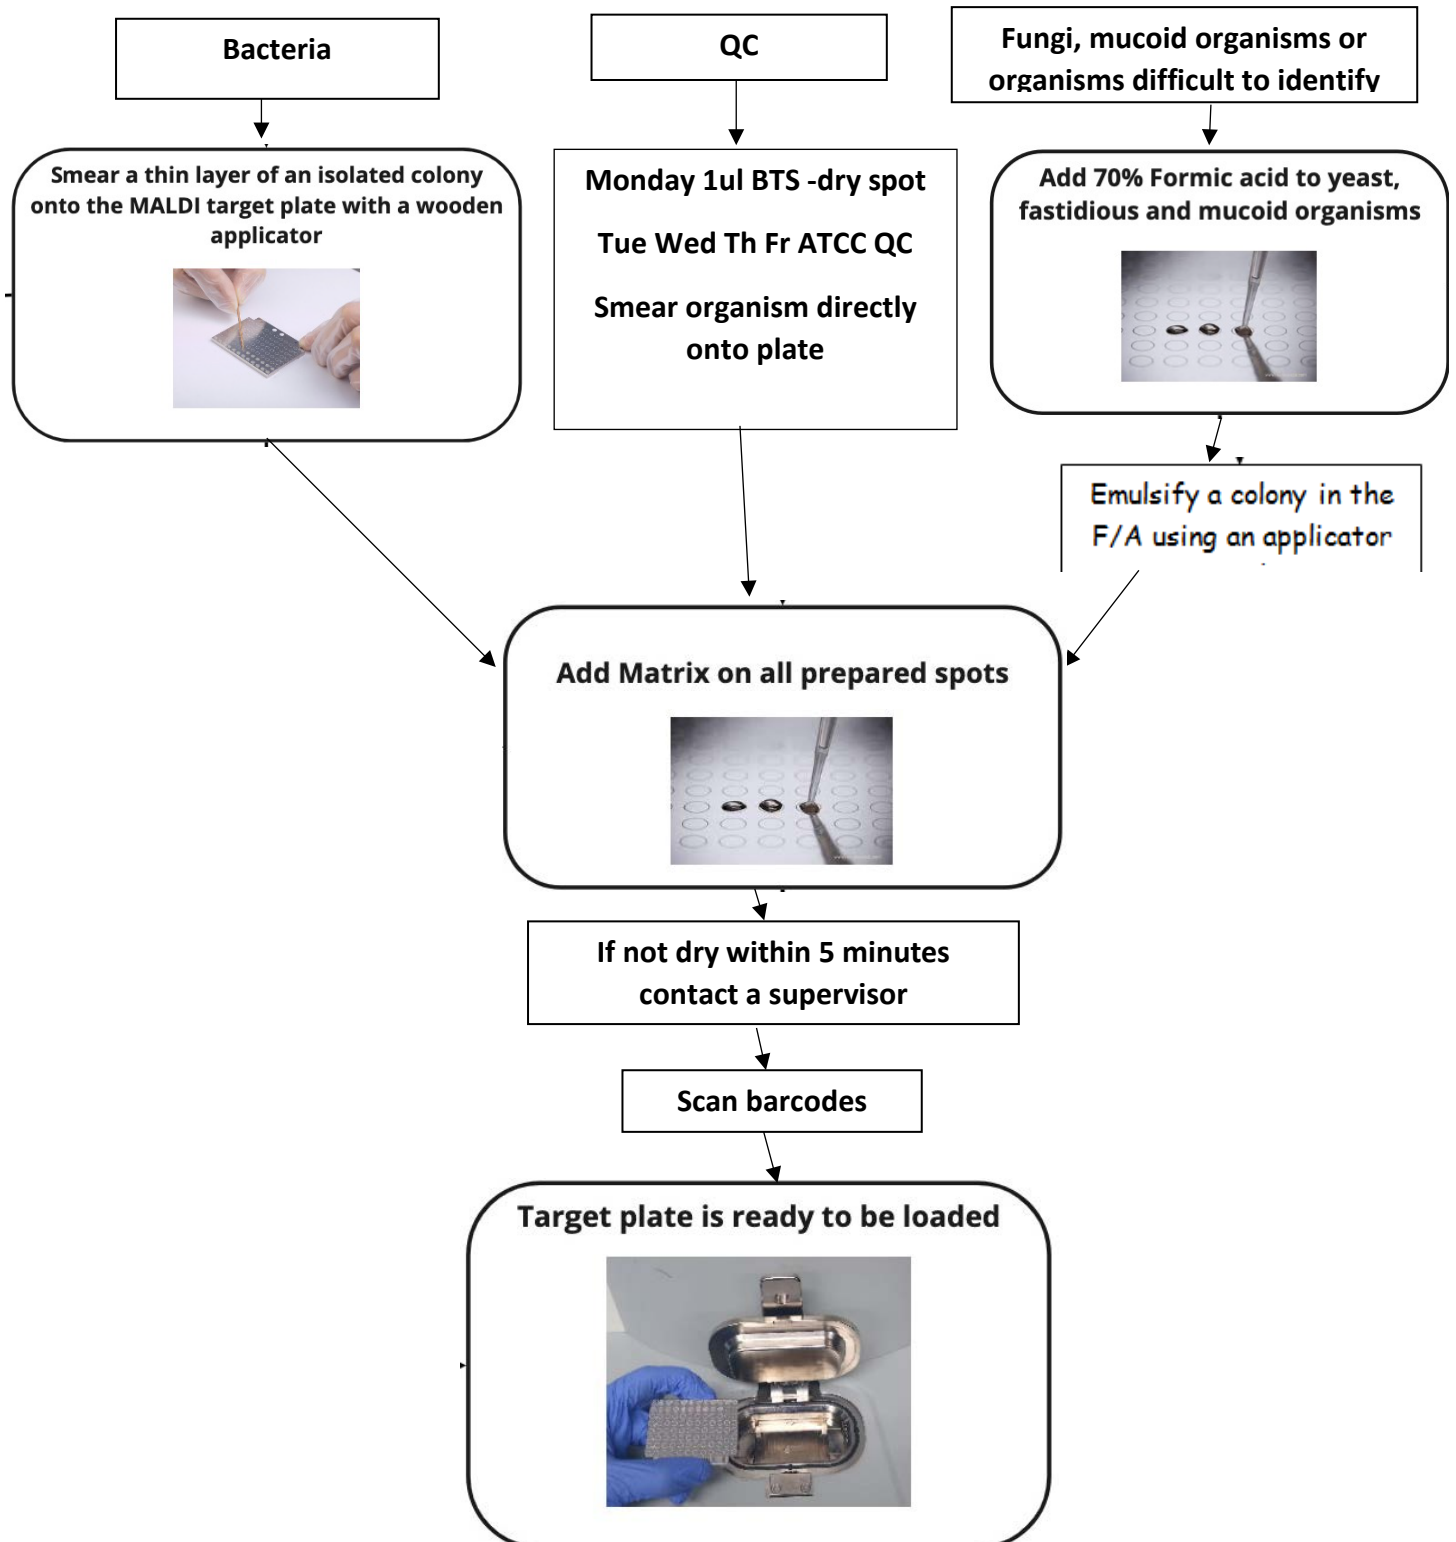 Bacteria
QC
Fungi, mucoid organisms or
organisms difficult to identify
Smear a thin layer of an isolated colony
onto the MALDI target plate with a wooden
applicator
Monday 1ul BTS -dry spot
Tue Wed Th Fr ATCC QC
Smear organism directly
onto plate
Add 70% Formic acid to yeast,
fastidious and mucoid organisms
Emulsify a colony in the
F/A using an applicator
Add Matrix on all prepared spots
If not dry within 5 minutes
contact a supervisor
Scan barcodes
Target plate is ready to be loaded